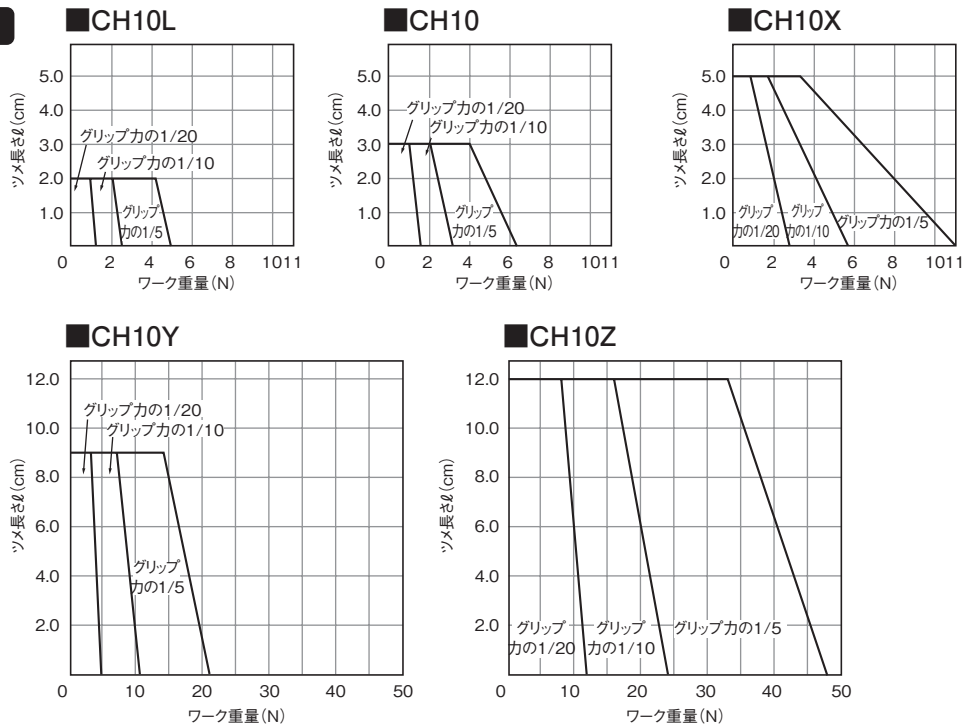 ■CH10L
5.0
4.0
3.0
2.0
1.0
ツメ長さℓ(cm)
グリップ力の1/20
グリップ力の1/10
グリップ
力の1/5
0 2 4 6 8 1011
ワーク重量(N)
■CH10
5.0
4.0
3.0
2.0
1.0
ツメ長さℓ(cm)
グリップ力の1/20
グリップ力の1/10
グリップ
力の1/5
0 2 4 6 8 1011
ワーク重量(N)
■CH10X
5.0
4.0
3.0
2.0
1.0
ツメ長さℓ(cm)
グリップ
力の1/20
グリップ
力の1/10
グリップ力の1/5
0 2 4 6 8 1011
ワーク重量(N)
■CH10Y
12.0
10.0
8.0
6.0
4.0
2.0
ツメ長さℓ(cm)
グリップ力の1/20
グリップ力の1/10
グリップ
力の1/5
0 10 20 30 40 50
ワーク重量(N)
■CH10Z
12.0
10.0
8.0
6.0
4.0
2.0
ツメ長さℓ(cm)
グリップ
力の1/20
グリップ
力の1/10
グリップ力の1/5
0 10 20 30 40 50
ワーク重量(N)